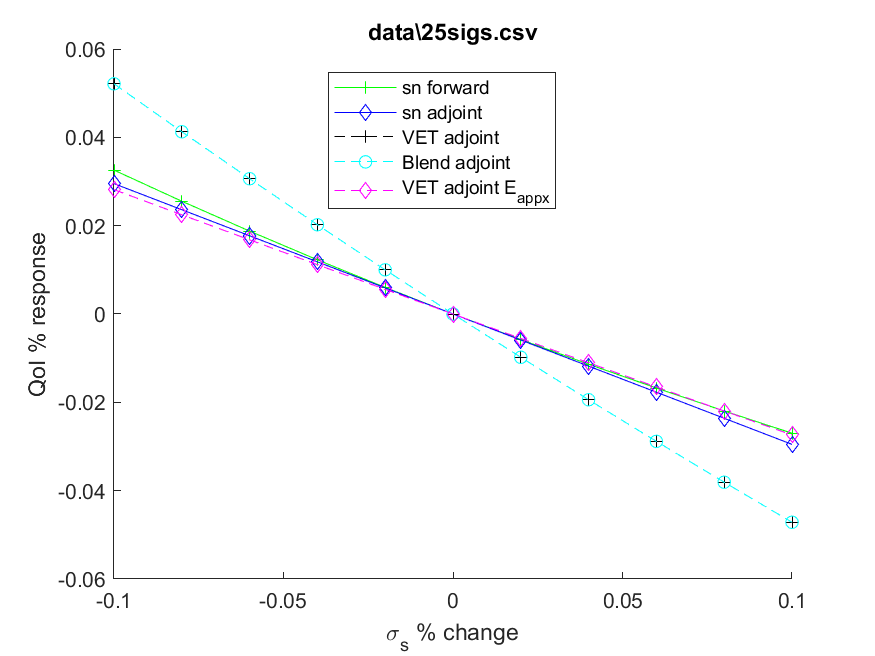 data\25sigs.csv
0.06
0.04
0.02
0
-0.02
-0.04
-0.06
QoI % response
sn forward
sn adjoint
VET adjoint
Blend adjoint
VET adjoint E_appx
-0.1
-0.05
0
0.05
0.1
σ_s % change